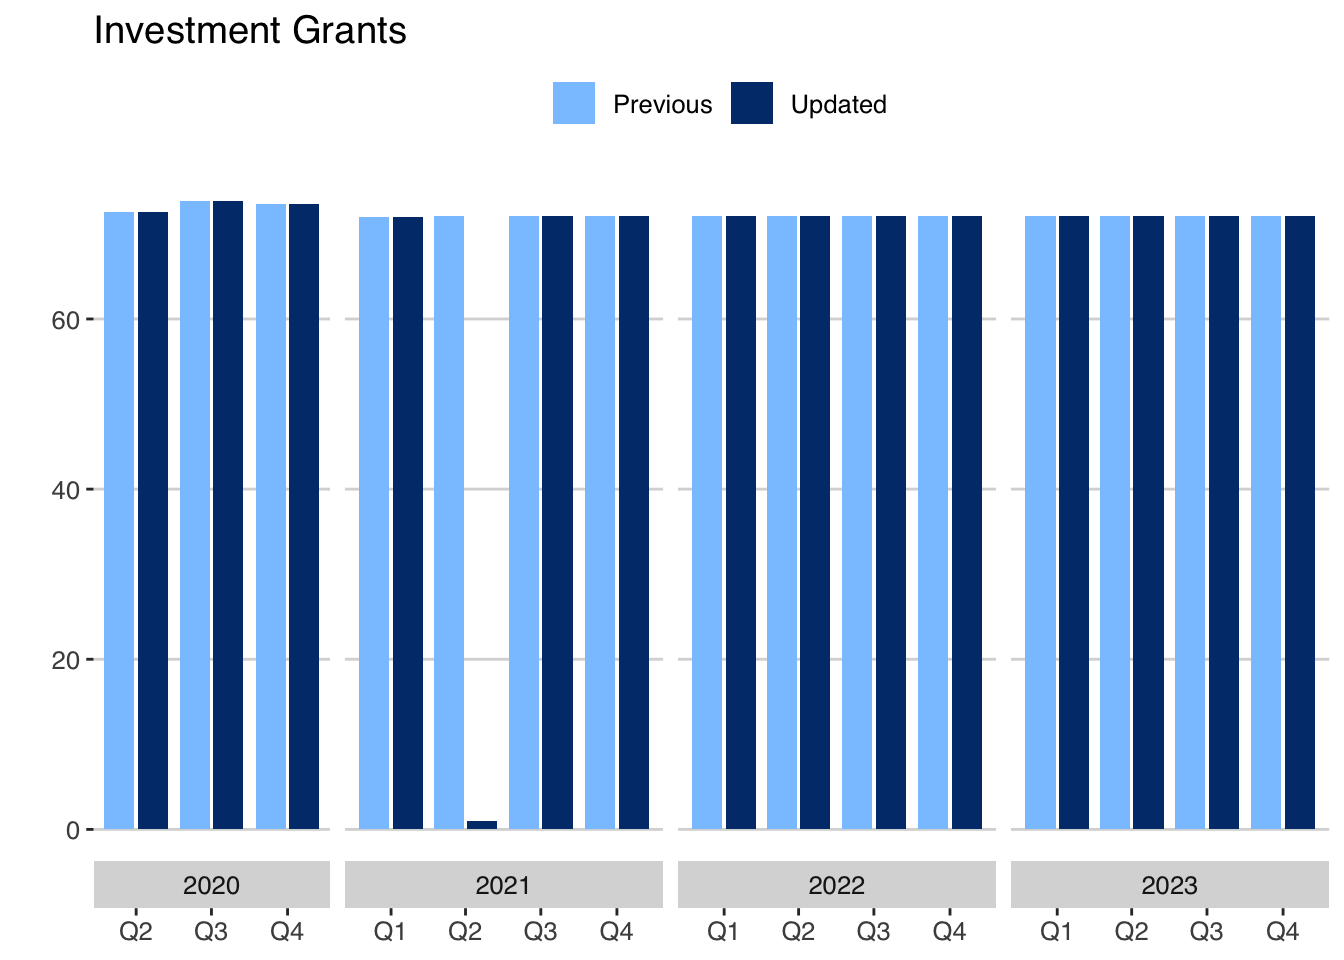 Investment Grants
Previous Updated
60
40
20
0
2020 2021 2022 2023
Q2 Q3 Q4 Q1 Q2 Q3 Q4 Q1 Q2 Q3 Q4 Q1 Q2 Q3 Q4